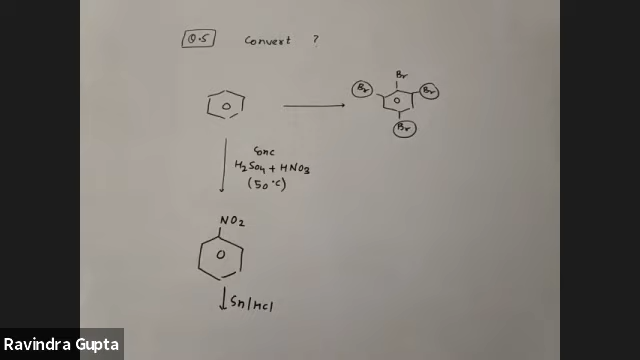 Q.5 Convert ?
Br
Br Br
Br
Conc
H2SO4 + HNO3
(50°C)
NO2
Sn/HCl
Ravindra Gupta